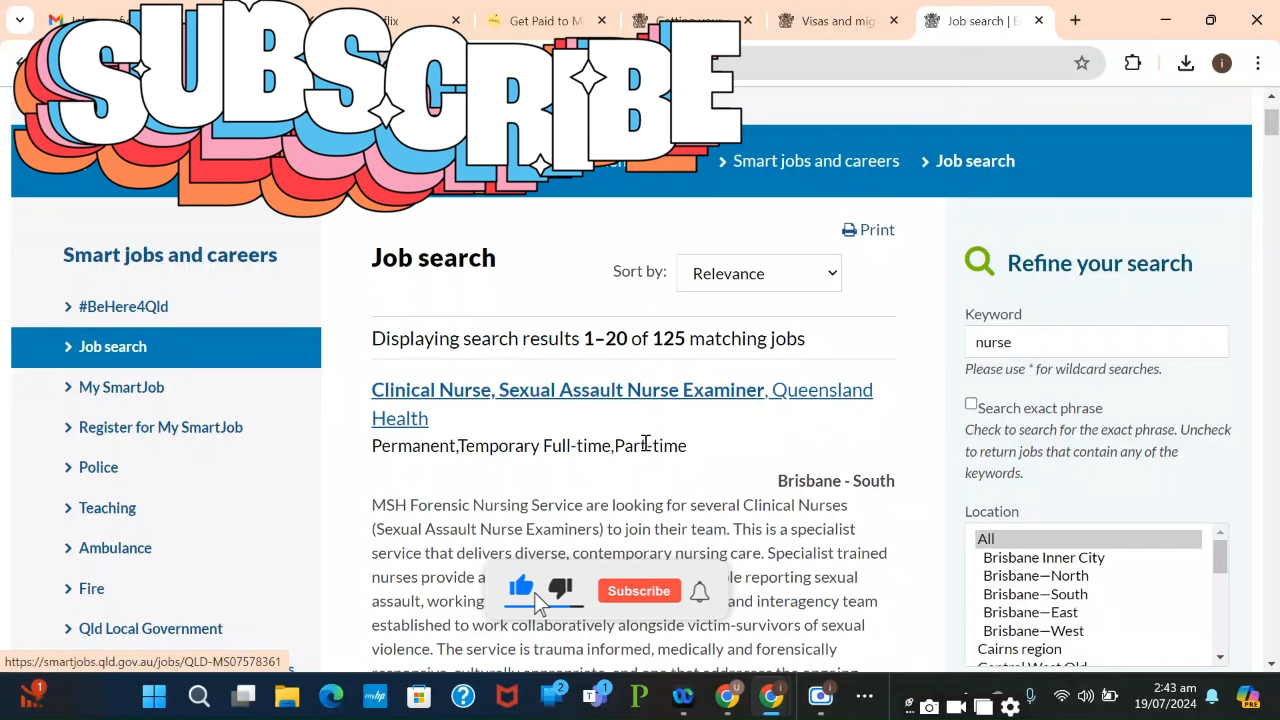 SUBSCRIBE
Get Paid to M
Visas and mig
Job search | E
Smart jobs and careers
Job search
Smart jobs and careers
#BeHere4Qld
Job search
My SmartJob
Register for My SmartJob
Police
Teaching
Ambulance
Fire
Qld Local Government
https://smartjobs.qld.gov.au/jobs/QLD-MS07578361
Print
Job search
Sort by:
Relevance
Displaying search results 1–20 of 125 matching jobs
Clinical Nurse, Sexual Assault Nurse Examiner, Queensland
Health
Permanent,Temporary Full-time,Part-time
Brisbane - South
MSH Forensic Nursing Service are looking for several Clinical Nurses
(Sexual Assault Nurse Examiners) to join their team. This is a specialist
service that delivers diverse, contemporary nursing care. Specialist trained
nurses provide a
le reporting sexual
assault, working
and interagency team
established to work collaboratively alongside victim-survivors of sexual
violence. The service is trauma informed, medically and forensically
Subscribe
Refine your search
Keyword
nurse
Please use * for wildcard searches.
Search exact phrase
Check to search for the exact phrase. Uncheck
to return jobs that contain any of the
keywords.
Location
All
Brisbane Inner City
Brisbane—North
Brisbane—South
Brisbane—East
Brisbane—West
Cairns region
Central West Qld
2:43 am
19/07/2024